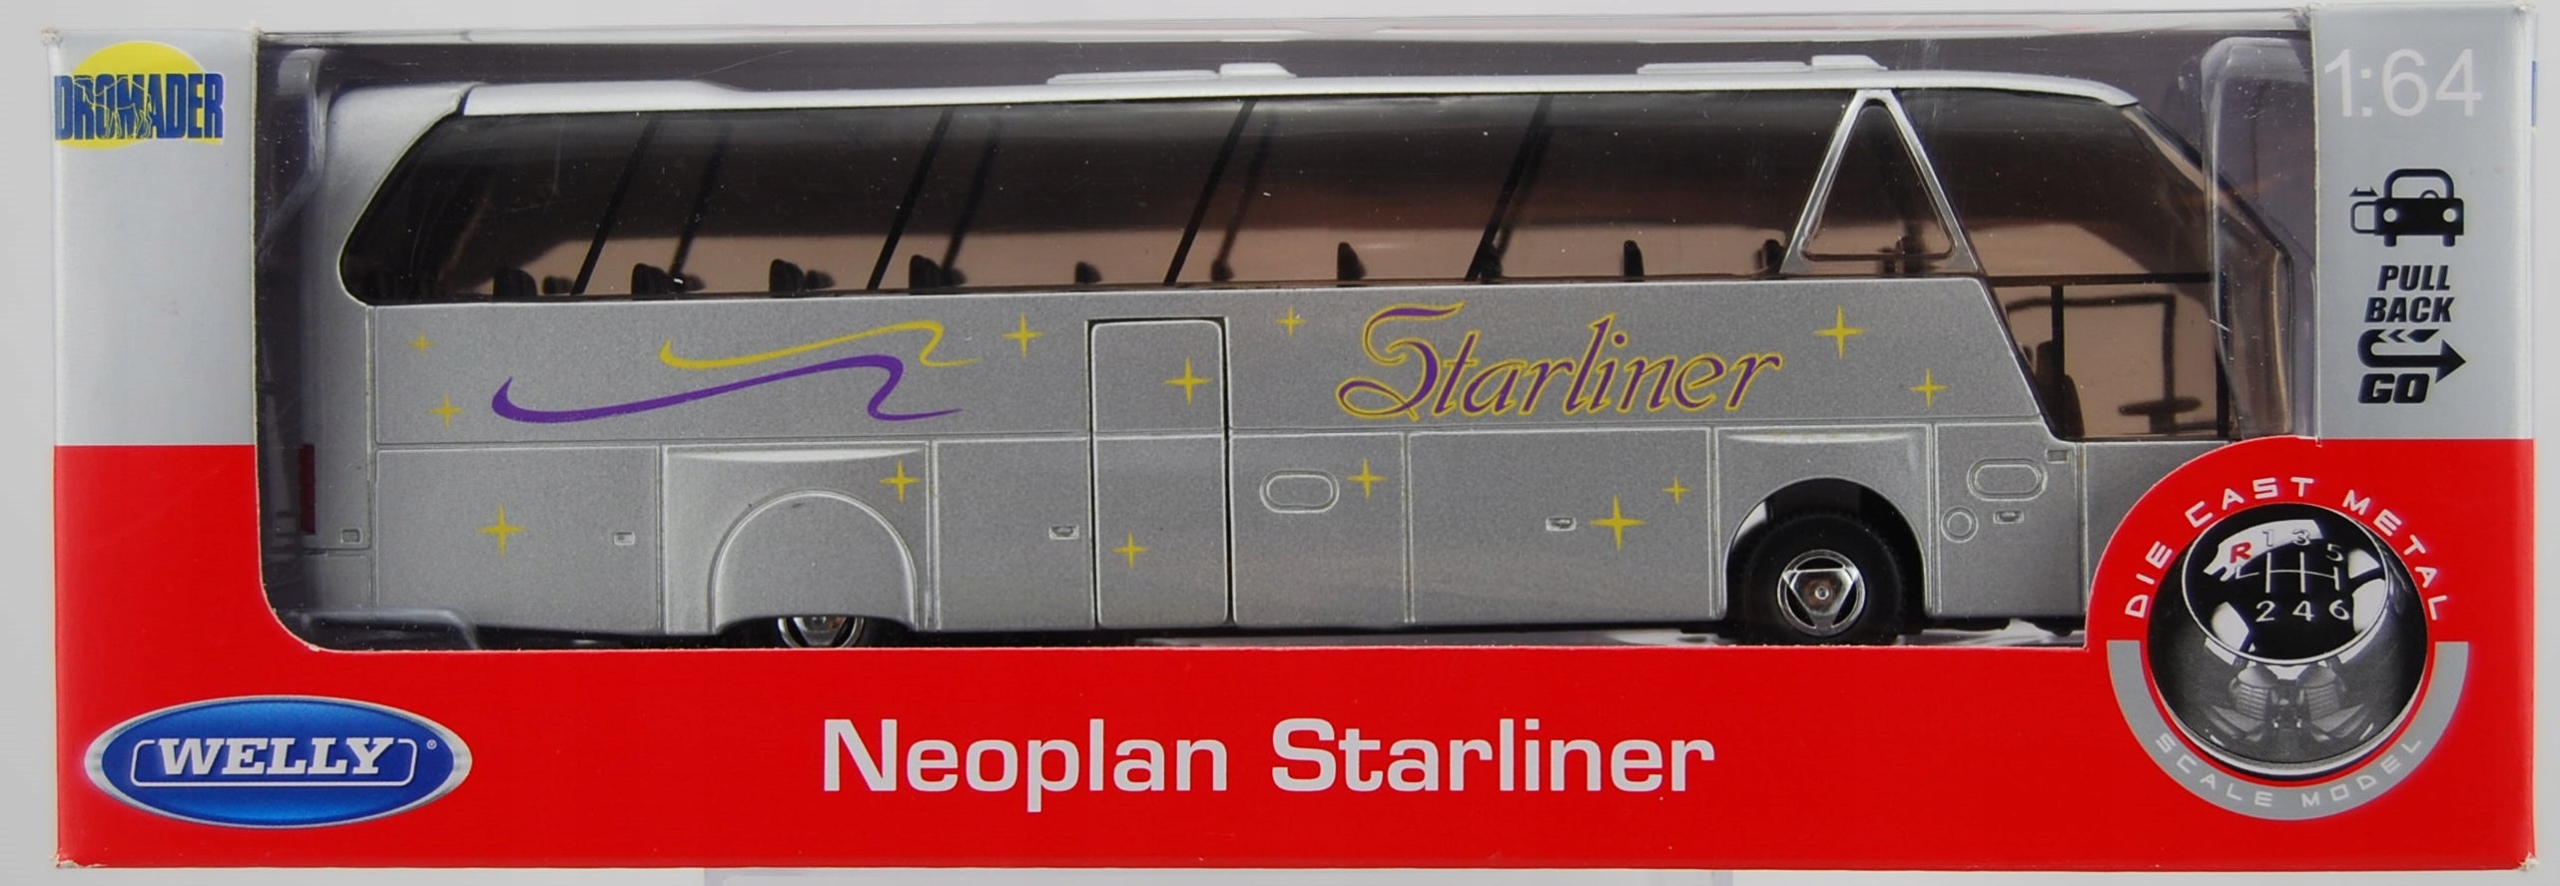 DROMADER
1:64
PULL
BACK
GO
Starliner
DIE CAST METAL
R 1 3 5
2 4 6
SCALE MODEL
WELLY®
Neoplan Starliner